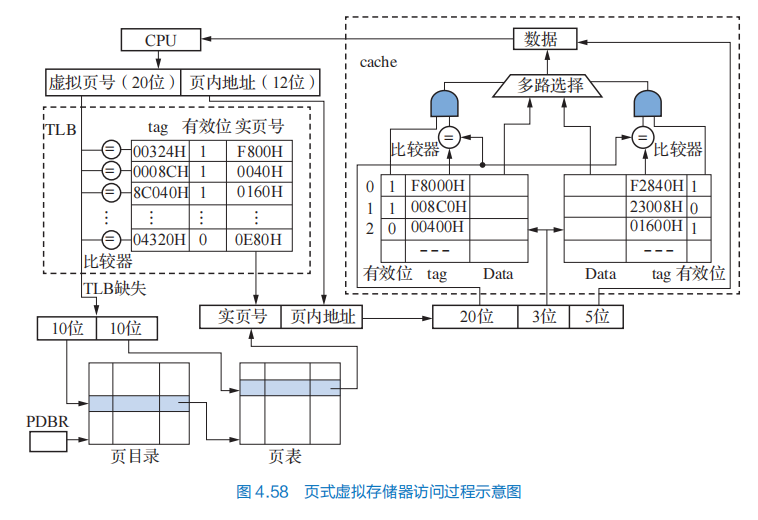 CPU
虚拟页号（20位） 页内地址（12位）
TLB
tag 有效位 实页号
= 00324H 1 F800H
= 0008CH 1 0040H
= 8C040H 1 0160H
⋮ ⋮ ⋮ ⋮
= 04320H 0 0E80H
比较器
TLB缺失
10位 10位
PDBR
页目录
页表
实页号 页内地址
20位 3位 5位
cache
数据
多路选择
= =
比较器 比较器
0 1 F8000H F2840H 1
1 1 008C0H 23008H 0
2 0 00400H 01600H 1
--- ---
有效位 tag Data Data tag 有效位
图 4.58 页式虚拟存储器访问过程示意图